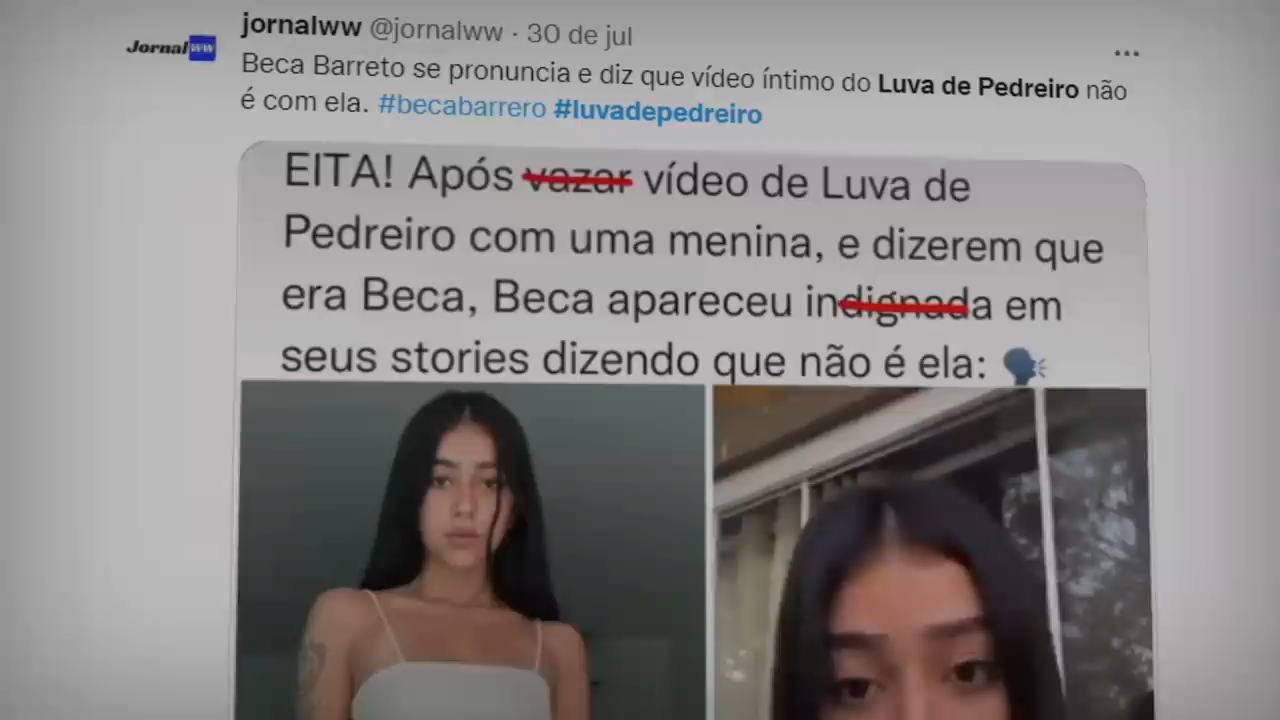 Jornal WW
jornalww @jornalww · 30 de jul
Beca Barreto se pronuncia e diz que vídeo íntimo do Luva de Pedreiro não
é com ela. #becabarrero #luvadepedreiro
EITA! Após vazar vídeo de Luva de
Pedreiro com uma menina, e dizerem que
era Beca, Beca apareceu indignada em
seus stories dizendo que não é ela: